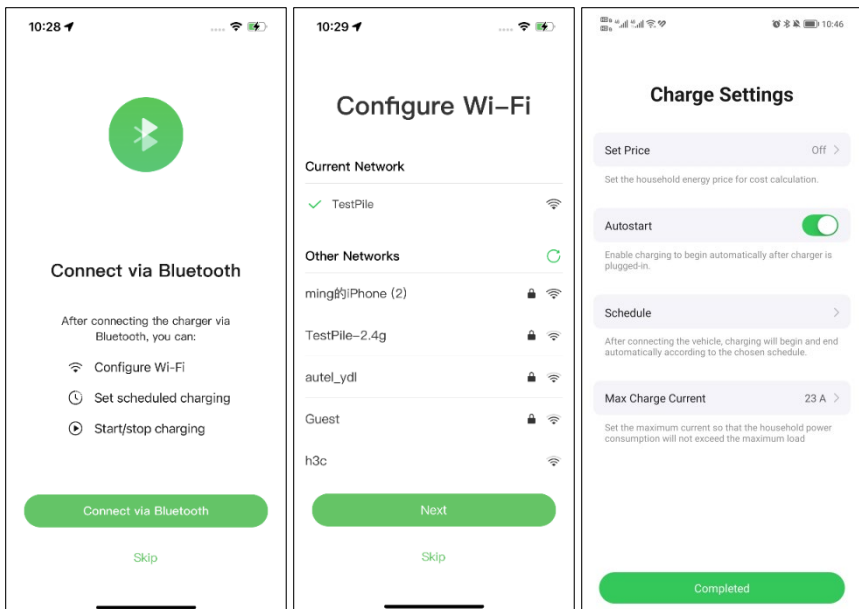 10:28
Connect via Bluetooth
After connecting the charger via
Bluetooth, you can:
Configure Wi-Fi
Set scheduled charging
Start/stop charging
Connect via Bluetooth
Skip
10:29
Configure Wi-Fi
Current Network
TestPile
Other Networks
ming的iPhone (2)
TestPile-2.4g
autel_ydl
Guest
h3c
Next
Skip
10:46
Charge Settings
Set Price Off
Set the household energy price for cost calculation.
Autostart
Enable charging to begin automatically after charger is
plugged-in.
Schedule
After connecting the vehicle, charging will begin and end
automatically according to the chosen schedule.
Max Charge Current 23 A
Set the maximum current so that the household power
consumption will not exceed the maximum load
Completed